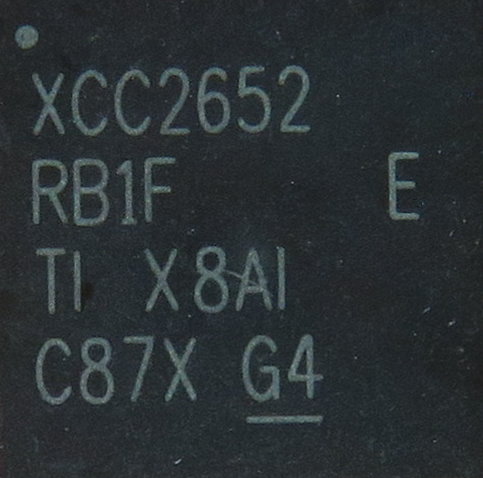 XCC2652
RB1F E
TI X8AI
C87X G4